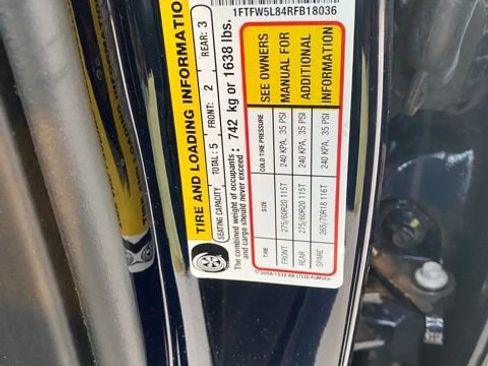 1FTFW5L84RFB18036
TIRE AND LOADING INFORMATION
SEATING CAPACITY TOTAL: 5 FRONT: 2 REAR: 3
The combined weight of occupants
and cargo should never exceed: 742 kg or 1638 lbs.
TIRE SIZE COLD TIRE PRESSURE
FRONT 275/60R20 115T 240 KPA, 35 PSI
REAR 275/60R20 115T 240 KPA, 35 PSI
SPARE 265/70R18 116T 240 KPA, 35 PSI
SEE OWNERS
MANUAL FOR
ADDITIONAL
INFORMATION